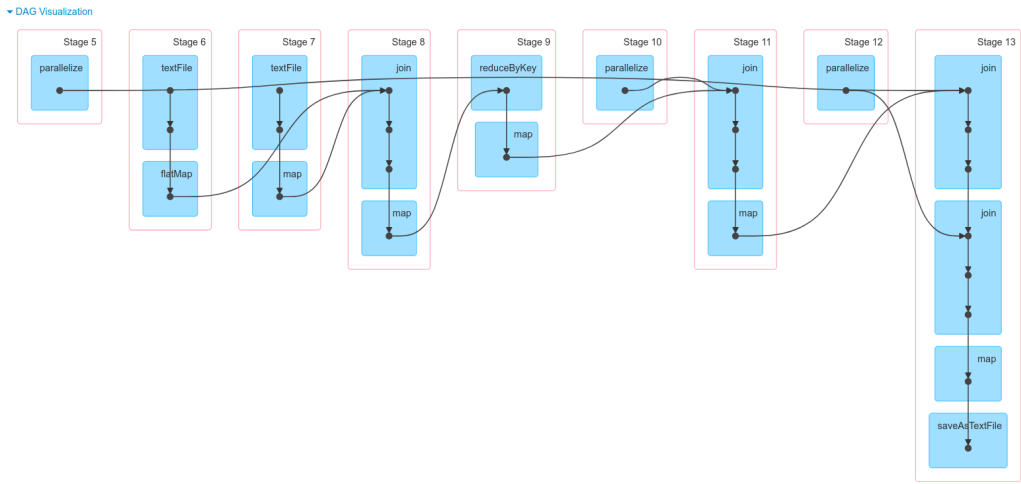 DAG Visualization
Stage 5
parallelize
Stage 6
textFile
flatMap
Stage 7
textFile
map
Stage 8
join
map
Stage 9
reduceByKey
map
Stage 10
parallelize
Stage 11
join
map
Stage 12
parallelize
Stage 13
join
join
map
saveAsTextFile